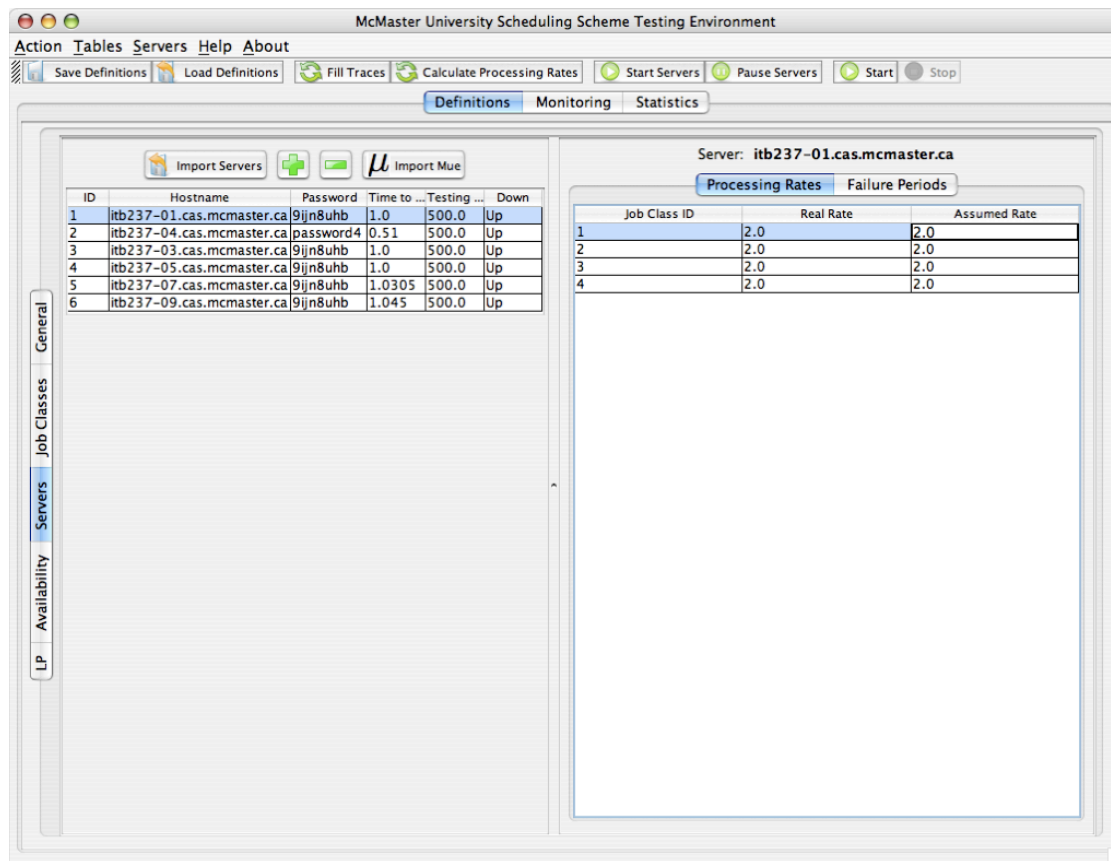 McMaster University Scheduling Scheme Testing Environment
Action Tables Servers Help About
Save Definitions Load Definitions Fill Traces Calculate Processing Rates Start Servers Pause Servers Start Stop
Definitions Monitoring Statistics
General
Job Classes
Servers
Availability
LP
Import Servers μ Import Mue
ID Hostname Password Time to ... Testing ... Down
1 itb237-01.cas.mcmaster.ca 9ijn8uhb 1.0 500.0 Up
2 itb237-04.cas.mcmaster.ca password4 0.51 500.0 Up
3 itb237-03.cas.mcmaster.ca 9ijn8uhb 1.0 500.0 Up
4 itb237-05.cas.mcmaster.ca 9ijn8uhb 1.0 500.0 Up
5 itb237-07.cas.mcmaster.ca 9ijn8uhb 1.0305 500.0 Up
6 itb237-09.cas.mcmaster.ca 9ijn8uhb 1.045 500.0 Up
Server: itb237-01.cas.mcmaster.ca
Processing Rates Failure Periods
Job Class ID Real Rate Assumed Rate
1 2.0 2.0
2 2.0 2.0
3 2.0 2.0
4 2.0 2.0